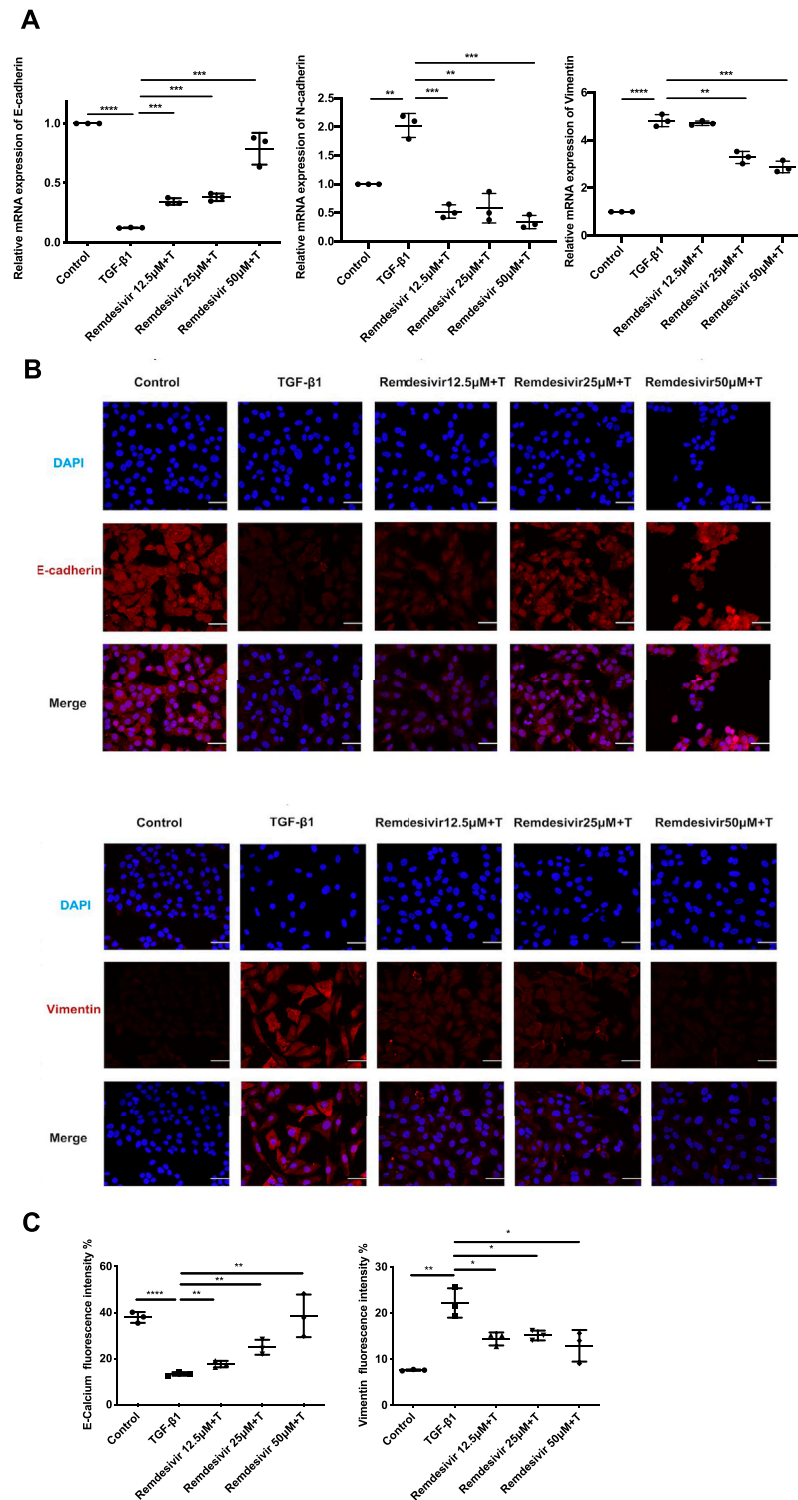 A
Relative mRNA expression of E-cadherin
1.0
0.5
0.0
****
***
***
***
Control
TGF-β1
Remdesivir 12.5μM+T
Remdesivir 25μM+T
Remdesivir 50μM+T
Relative mRNA expression of N-cadherin
2.5
2.0
1.5
1.0
0.5
0.0
**
***
**
***
Control
TGF-β1
Remdesivir 12.5μM+T
Remdesivir 25μM+T
Remdesivir 50μM+T
Relative mRNA expression of Vimentin
6
4
2
0
****
**
***
Control
TGF-β1
Remdesivir 12.5μM+T
Remdesivir 25μM+T
Remdesivir 50μM+T
B
Control TGF-β1 Remdesivir12.5μM+T Remdesivir25μM+T Remdesivir50μM+T
DAPI
E-cadherin
Merge
Control TGF-β1 Remdesivir12.5μM+T Remdesivir25μM+T Remdesivir50μM+T
DAPI
Vimentin
Merge
C
E-Calcium fluorescence intensity %
60
40
20
0
****
**
**
**
Control
TGF-β1
Remdesivir 12.5μM+T
Remdesivir 25μM+T
Remdesivir 50μM+T
Vimentin fluorescence intensity %
30
20
10
0
**
*
*
*
Control
TGF-β1
Remdesivir 12.5μM+T
Remdesivir 25μM+T
Remdesivir 50μM+T